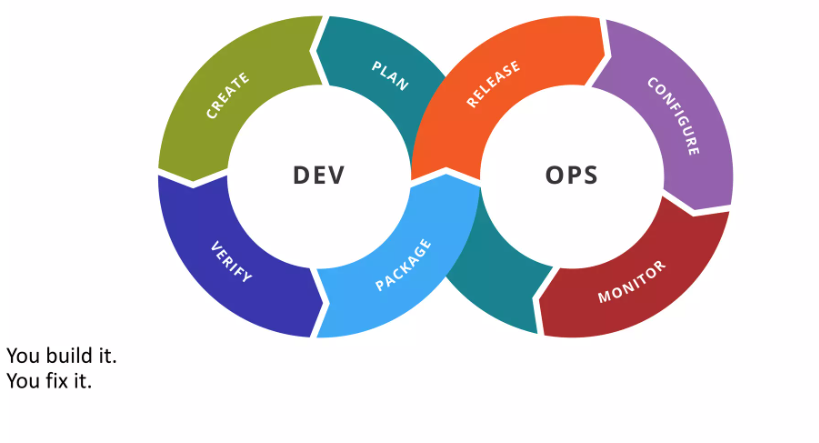 PLAN
CREATE
VERIFY
PACKAGE
RELEASE
CONFIGURE
MONITOR
DEV
OPS
You build it.
You fix it.